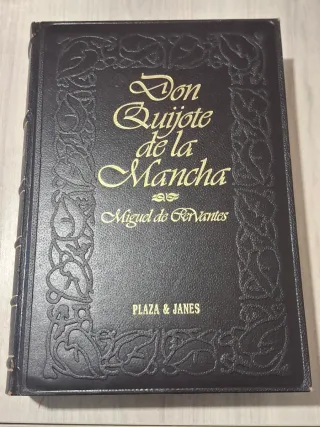 Don
Quijote
de la
Mancha
Miguel de Cervantes
PLAZA & JANES